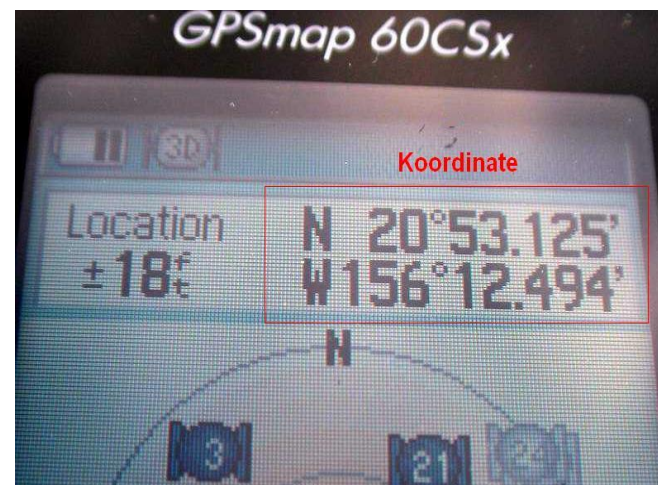 GPSmap 60CSx
3D
Koordinate
Location
±18ft
N 20°53.125'
W156°12.494'
N
3
21
24